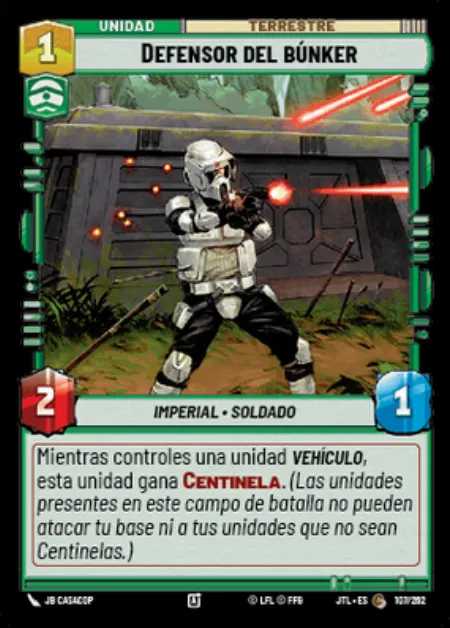 UNIDAD
TERRESTRE
1
DEFENSOR DEL BÚNKER
2
IMPERIAL • SOLDADO
1
Mientras controles una unidad VEHÍCULO,
esta unidad gana CENTINELA. (Las unidades
presentes en este campo de batalla no pueden
atacar tu base ni a tus unidades que no sean
Centinelas.)
JB CASACOP
© LFL © FFG
JTL • ES
107/262